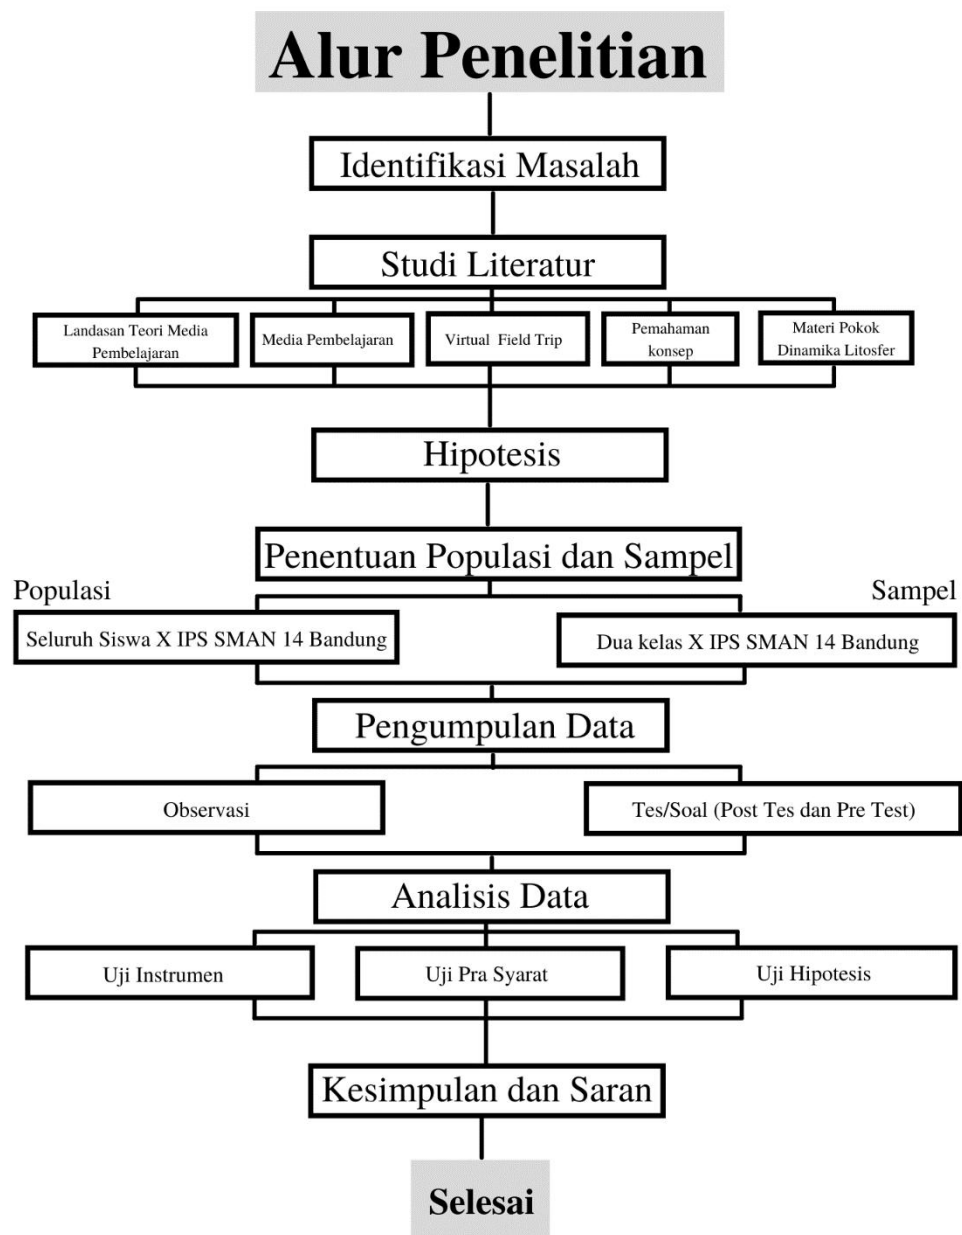 Alur Penelitian
Identifikasi Masalah
Studi Literatur
Landasan Teori Media
Pembelajaran
Media Pembelajaran
Virtual Field Trip
Pemahaman
konsep
Materi Pokok
Dinamika Litosfer
Hipotesis
Penentuan Populasi dan Sampel
Populasi
Sampel
Seluruh Siswa X IPS SMAN 14 Bandung
Dua kelas X IPS SMAN 14 Bandung
Pengumpulan Data
Observasi
Tes/Soal (Post Tes dan Pre Test)
Analisis Data
Uji Instrumen
Uji Pra Syarat
Uji Hipotesis
Kesimpulan dan Saran
Selesai